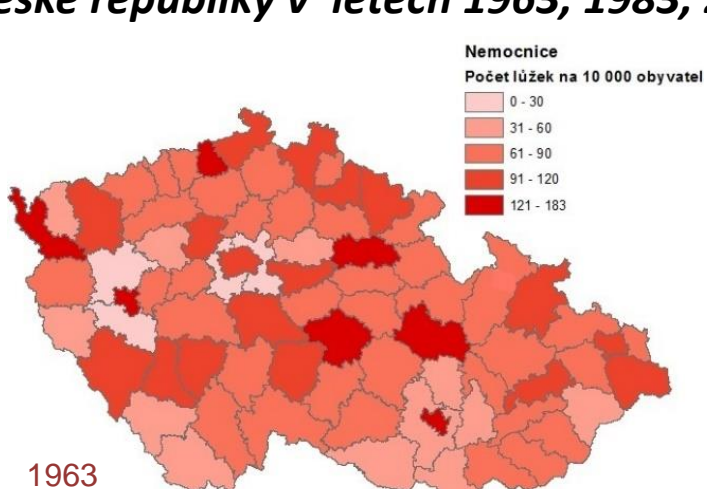 eské republiky v letech 1963, 1983, 2
Nemocnice
Počet lůžek na 10 000 obyvatel
0 - 30
31 - 60
61 - 90
91 - 120
121 - 183
1963